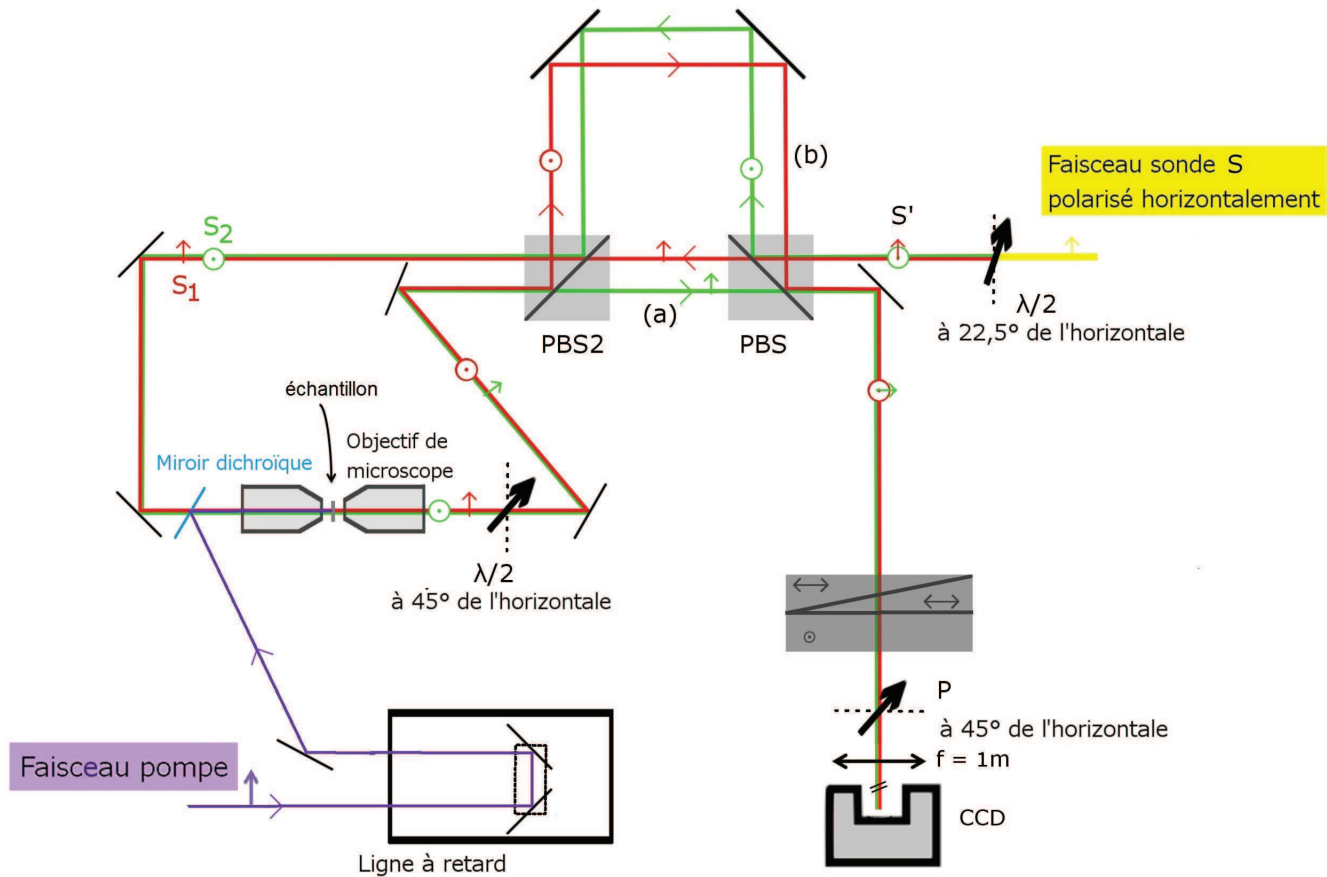 (b)
Faisceau sonde S
polarisé horizontalement
S2
S'
S1
(a)
λ/2
à 22,5° de l'horizontale
PBS2
PBS
échantillon
Objectif de
microscope
Miroir dichroïque
λ/2
à 45° de l'horizontale
P
à 45° de l'horizontale
f = 1m
Faisceau pompe
CCD
Ligne à retard